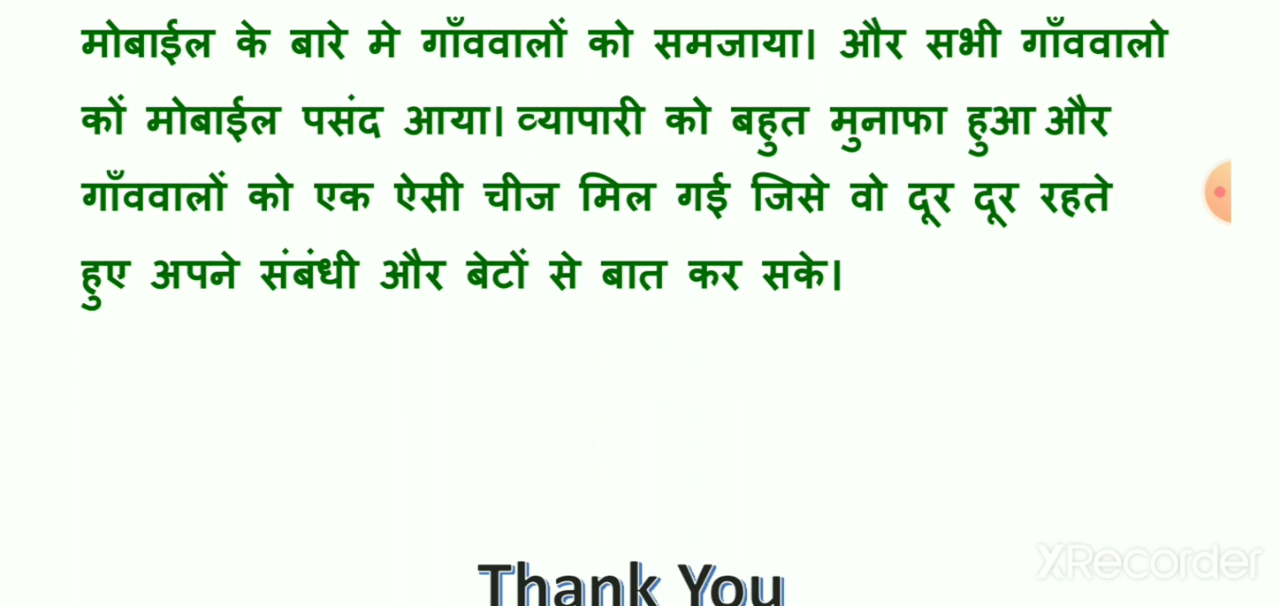 मोबाईल के बारे मे गाँववालों को समजाया। और सभी गाँववालो
कों मोबाईल पसंद आया। व्यापारी को बहुत मुनाफा हुआ और
गाँववालों को एक ऐसी चीज मिल गई जिसे वो दूर दूर रहते
हुए अपने संबंधी और बेटों से बात कर सके।
XRecorder
Thank You